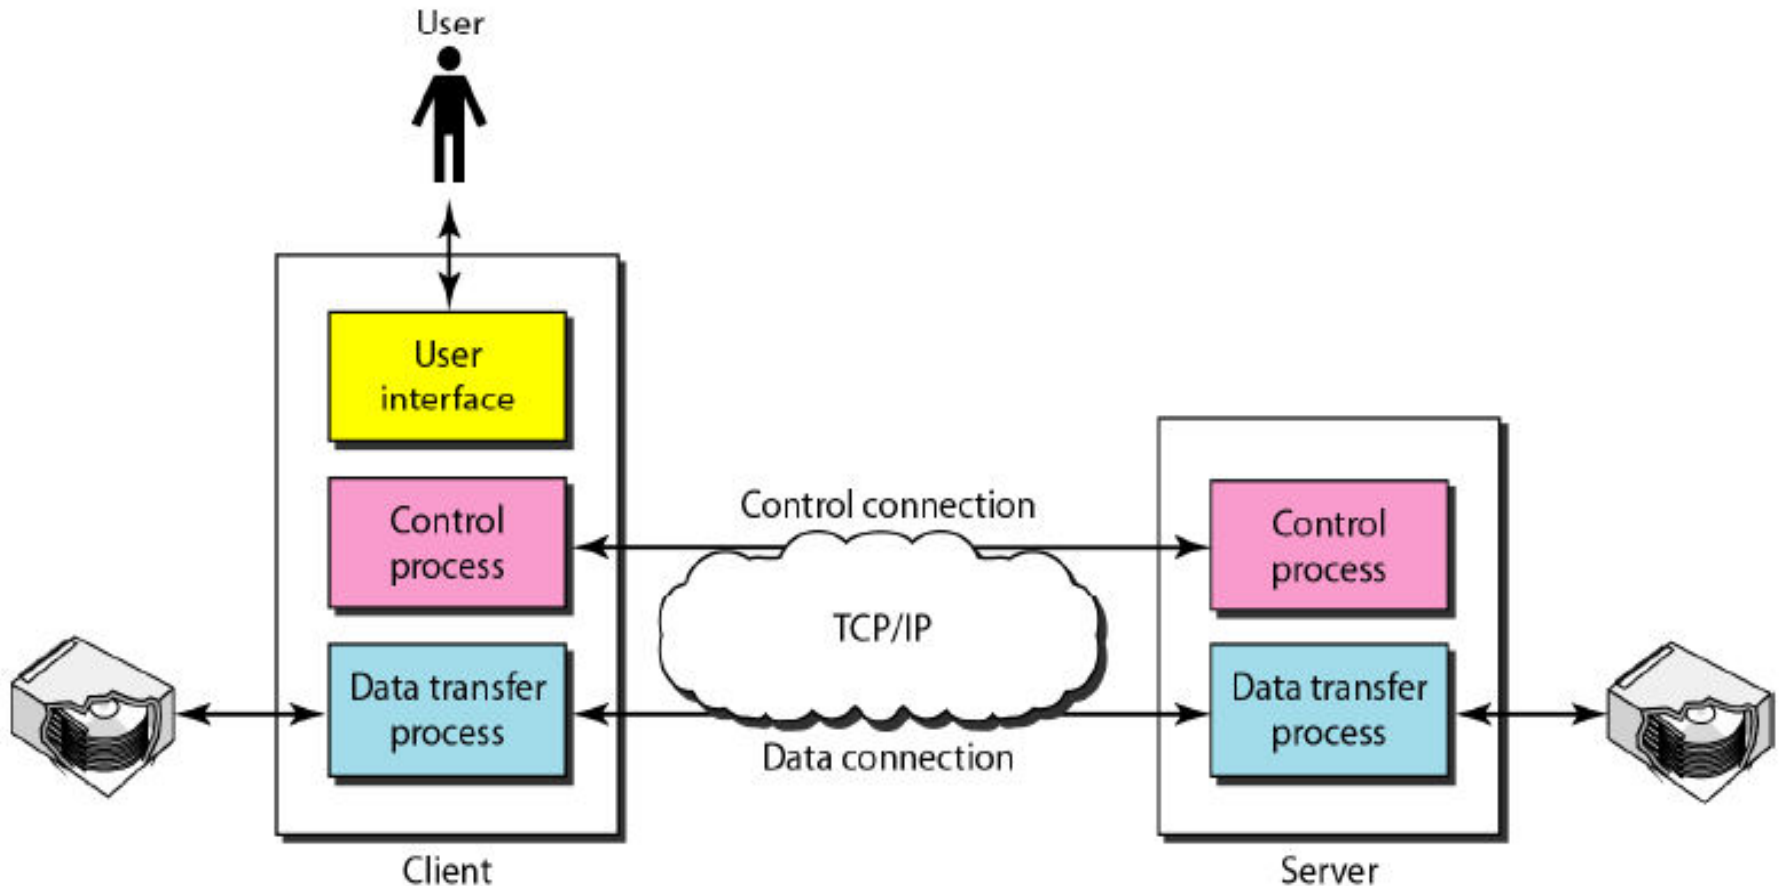 User
User
interface
Control connection
Control
process
Control
process
TCP/IP
Data transfer
process
Data transfer
process
Data connection
Client
Server